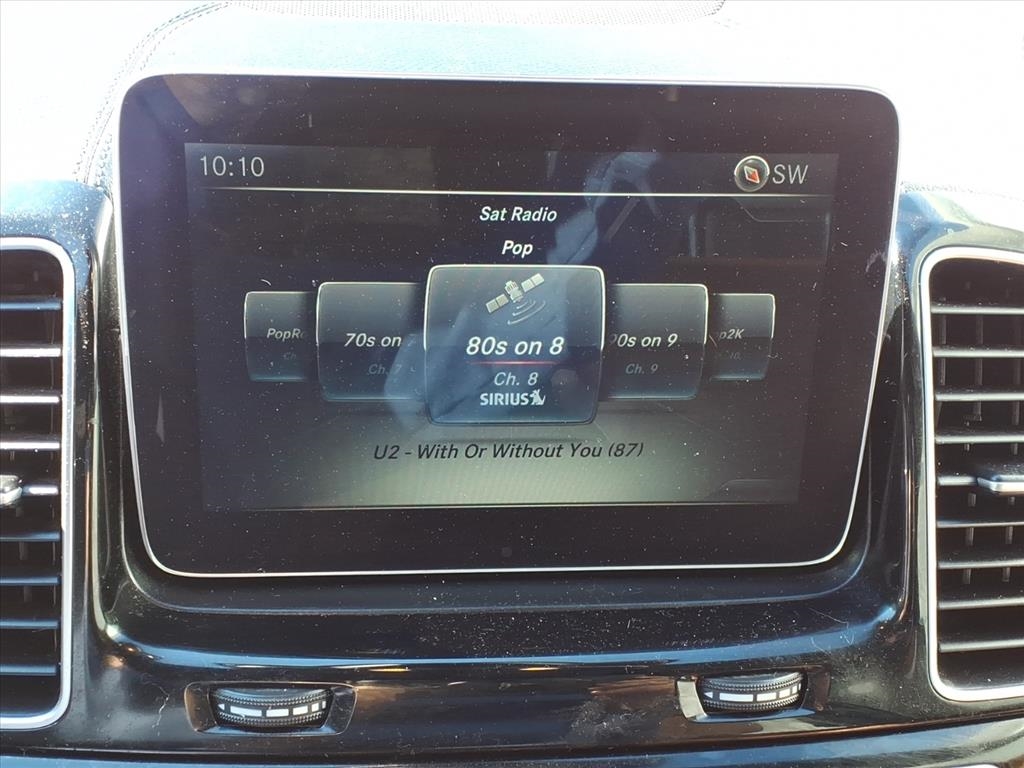 10:10
SW
Sat Radio
Pop
70s on
80s on 8
0s on 9
p2K
Ch. 7
Ch. 8
Ch. 9
SIRIUS
U2 - With Or Without You (87)